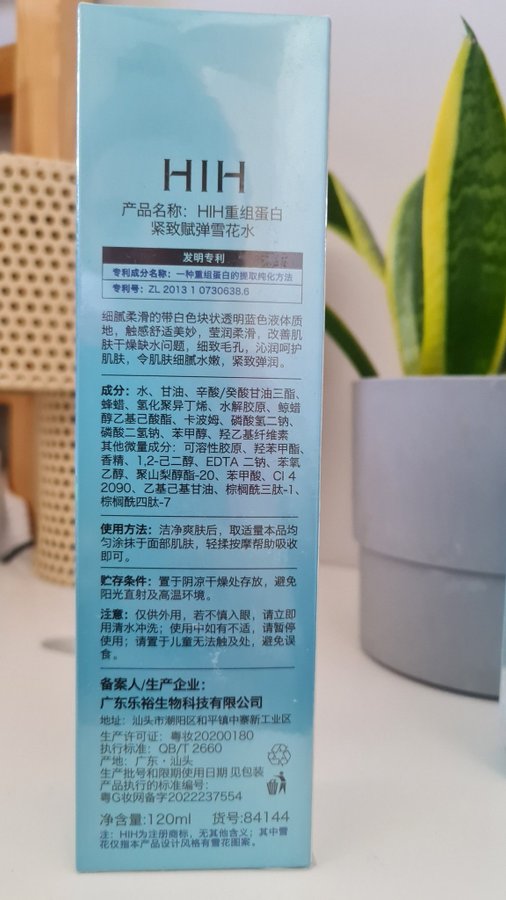 HIH
产品名称：HIH重组蛋白
紧致赋弹雪花水
发明专利
专利成分名称：一种重组蛋白的提取纯化方法
专利号：ZL 2013 1 0730638.6
细腻柔滑的带白色块状透明蓝色液体质
地，触感舒适美妙，莹润柔滑，改善肌
肤干燥缺水问题，细致毛孔，沁润呵护
肌肤，令肌肤细腻水嫩，紧致弹润。
成分：水、甘油、辛酸/癸酸甘油三酯、
蜂蜡、氢化聚异丁烯、水解胶原、鲸蜡
醇乙基己酸酯、卡波姆、磷酸氢二钠、
磷酸二氢钠、苯甲醇、羟乙基纤维素
其他微量成分：可溶性胶原、羟苯甲酯、
香精、1,2-己二醇、EDTA 二钠、苯氧
乙醇、聚山梨醇酯-20、苯甲酸、CI 4
2090、乙基己基甘油、棕榈酰三肽-1、
棕榈酰四肽-7
使用方法：洁净爽肤后，取适量本品均
匀涂抹于面部肌肤，轻揉按摩帮助吸收
即可。
贮存条件：置于阴凉干燥处存放，避免
阳光直射及高温环境。
注意：仅供外用，若不慎入眼，请立即
用清水冲洗；使用中如有不适，请暂停
使用；请置于儿童无法触及处，避免误
食。
备案人/生产企业：
广东乐裕生物科技有限公司
地址：汕头市潮阳区和平镇中寨新工业区
生产许可证：粤妆20200180
执行标准：QB/T 2660
产地：广东·汕头
生产批号和限期使用日期 见包装
产品执行的标准编号：
粤G妆网备字2022237554
净含量:120ml 货号:84144
注：HIH为注册商标，无其他含义；其中雪
花仅指本产品设计风格有雪花图案。